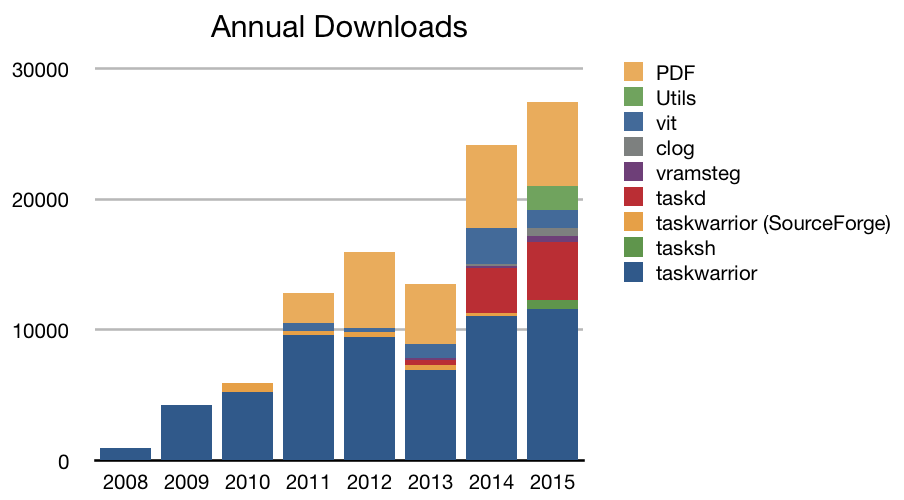 Annual Downloads
30000
20000
10000
0
2008 2009 2010 2011 2012 2013 2014 2015
PDF
Utils
vit
clog
vramsteg
taskd
taskwarrior (SourceForge)
tasksh
taskwarrior